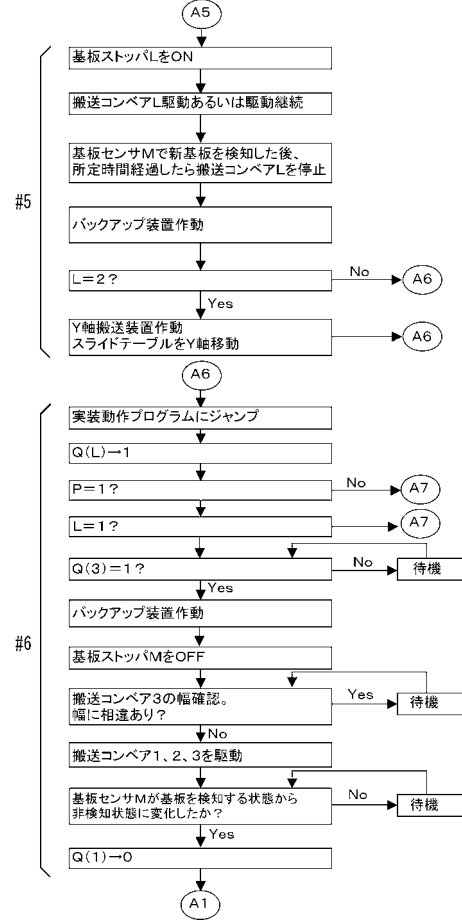 A5
基板ストッパLをON
搬送コンベアL駆動あるいは駆動継続
基板センサMで新基板を検知した後、
所定時間経過したら搬送コンベアLを停止
#5
バックアップ装置作動
L=2?
No
A6
Yes
Y軸搬送装置作動
スライドテーブルをY軸移動
A6
A6
実装動作プログラムにジャンプ
Q(L)→1
P=1?
No
A7
L=1?
A7
Q(3)=1?
No
待機
Yes
バックアップ装置作動
#6
基板ストッパMをOFF
搬送コンベア3の幅確認。
幅に相違あり?
Yes
待機
No
搬送コンベア1、2、3を駆動
基板センサMが基板を検知する状態から
非検知状態に変化したか?
No
待機
Yes
Q(1)→0
A1